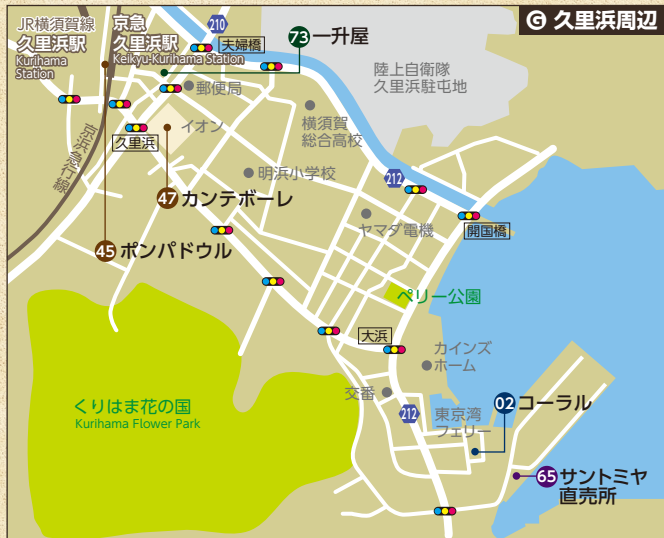 G 久里浜周辺
JR横須賀線
久里浜駅
Kurihama
Station
京急
久里浜駅
Keikyu-Kurihama Station
210
夫婦橋
73 一升屋
陸上自衛隊
久里浜駐屯地
郵便局
イオン
横須賀
総合高校
久里浜
京浜急行線
明浜小学校
212
47 カンテボーレ
ヤマダ電機
開国橋
45 ポンパドウル
ペリー公園
大浜
カインズ
ホーム
くりはま花の国
Kurihama Flower Park
交番
212
東京湾
フェリー
02 コーラル
65 サントミヤ
直売所